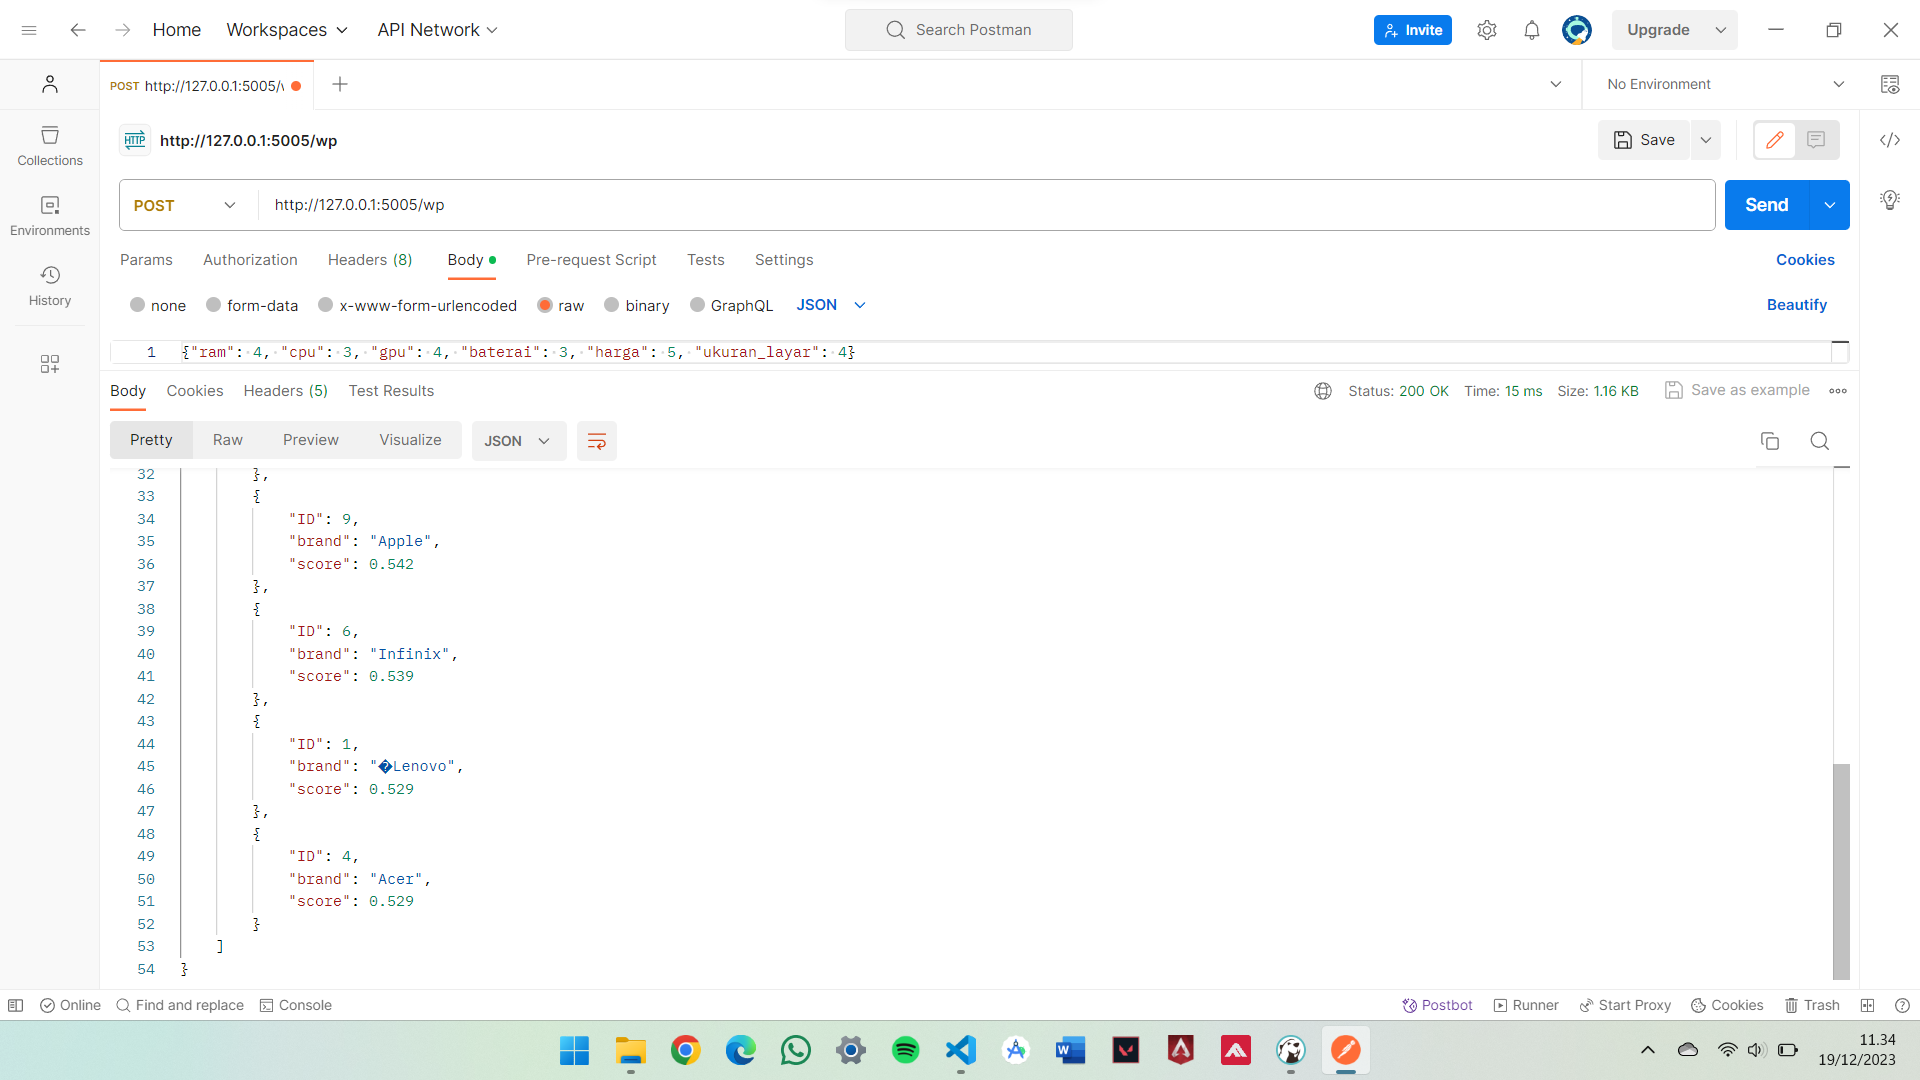 Home Workspaces API Network Search Postman Invite Upgrade
POST http://127.0.0.1:5005/v No Environment
HTTP http://127.0.0.1:5005/wp Save
POST http://127.0.0.1:5005/wp Send
Params Authorization Headers (8) Body Pre-request Script Tests Settings Cookies
none form-data x-www-form-urlencoded raw binary GraphQL JSON Beautify
1 {"ram": 4, "cpu": 3, "gpu": 4, "baterai": 3, "harga": 5, "ukuran_layar": 4}
Body Cookies Headers (5) Test Results Status: 200 OK Time: 15 ms Size: 1.16 KB Save as example
Pretty Raw Preview Visualize JSON
Collections
Environments
History
32 },
33 {
34 "ID": 9,
35 "brand": "Apple",
36 "score": 0.542
37 },
38 {
39 "ID": 6,
40 "brand": "Infinix",
41 "score": 0.539
42 },
43 {
44 "ID": 1,
45 "brand": "�Lenovo",
46 "score": 0.529
47 },
48 {
49 "ID": 4,
50 "brand": "Acer",
51 "score": 0.529
52 }
53 ]
54 }
Online Find and replace Console Postbot Runner Start Proxy Cookies Trash
11.34
19/12/2023